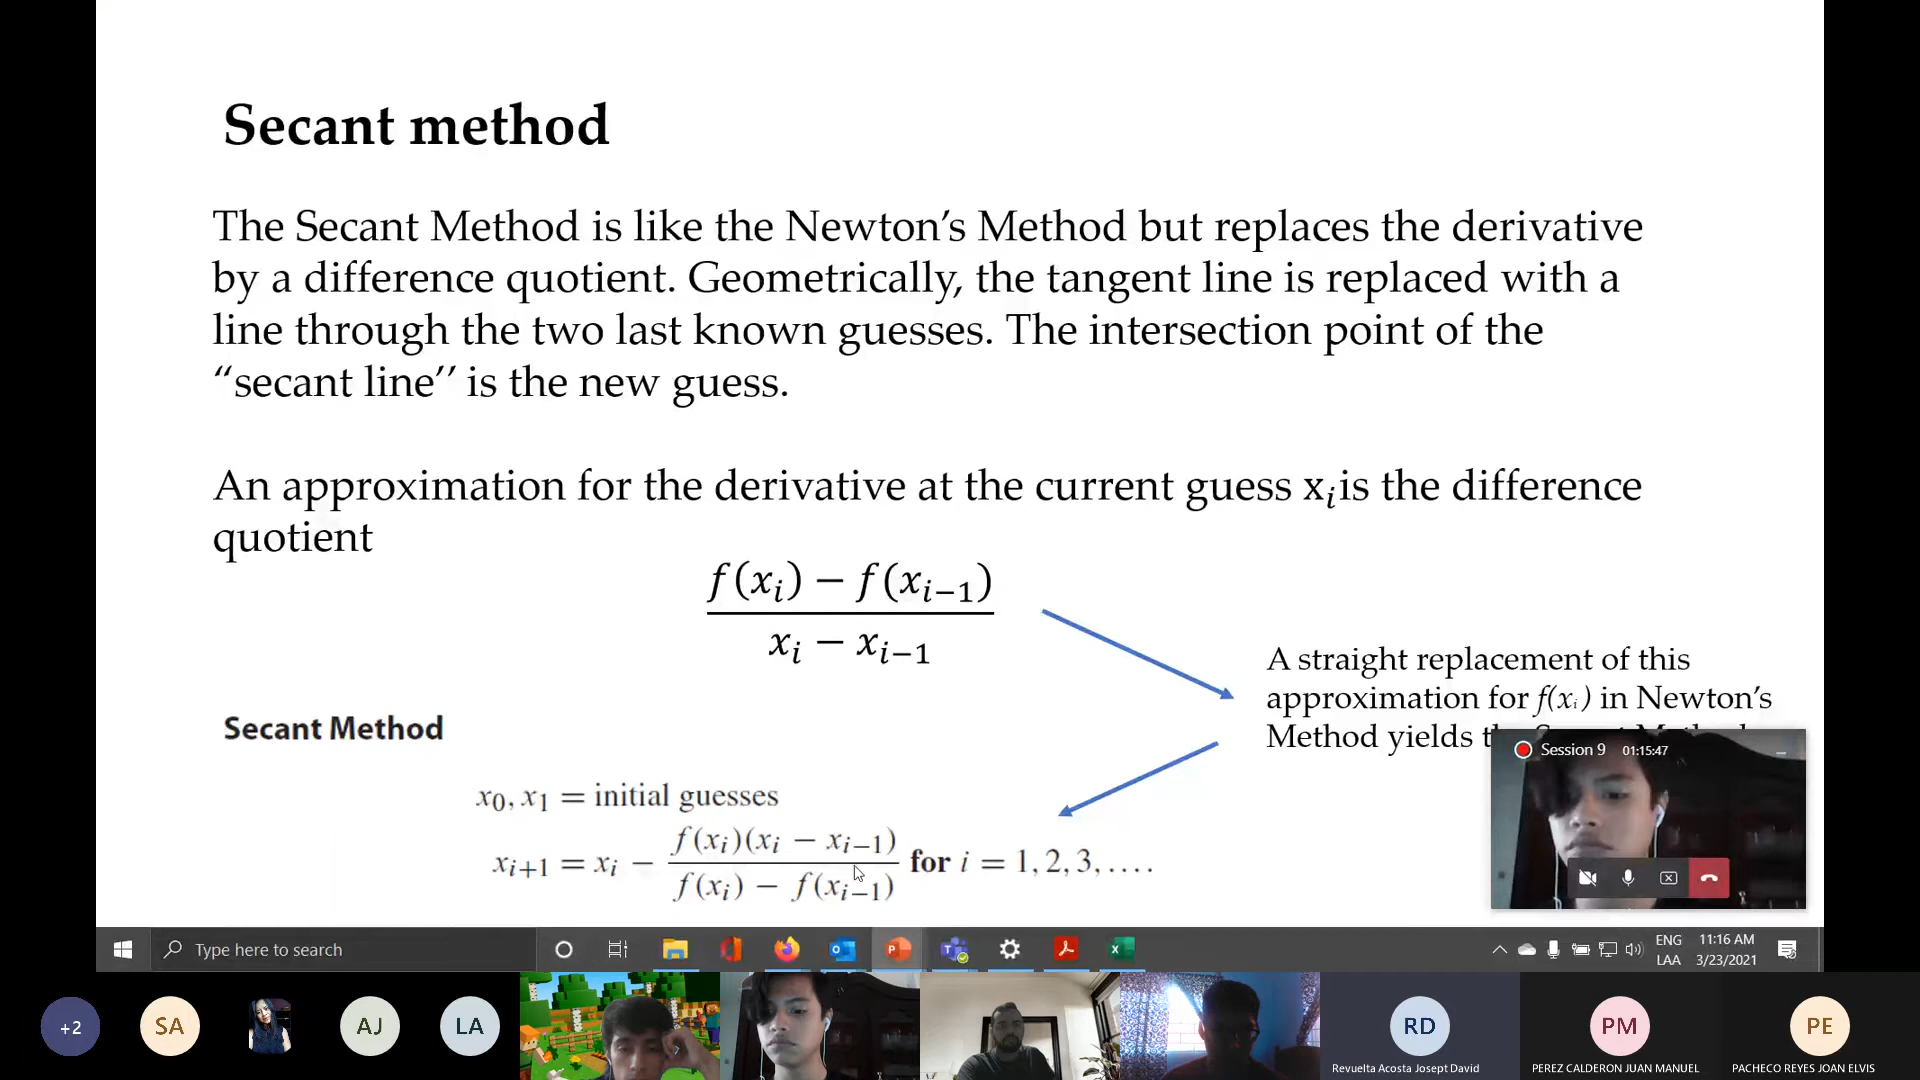 Secant method
The Secant Method is like the Newton’s Method but replaces the derivative
by a difference quotient. Geometrically, the tangent line is replaced with a
line through the two last known guesses. The intersection point of the
“secant line’’ is the new guess.
An approximation for the derivative at the current guess xᵢ is the difference
quotient
f(xᵢ) − f(xᵢ₋₁)
xᵢ − xᵢ₋₁
A straight replacement of this
approximation for f(xᵢ) in Newton’s
Method yields
Secant Method
x₀, x₁ = initial guesses
xᵢ₊₁ = xᵢ − f(xᵢ)(xᵢ − xᵢ₋₁) / f(xᵢ) − f(xᵢ₋₁) for i = 1, 2, 3, . . . .
Session 9 01:15:47
Type here to search
ENG
LAA
11:16 AM
3/23/2021
+2
SA
AJ
LA
RD
Revuelta Acosta Josept David
PM
PEREZ CALDERON JUAN MANUEL
PE
PACHECO REYES JOAN ELVIS